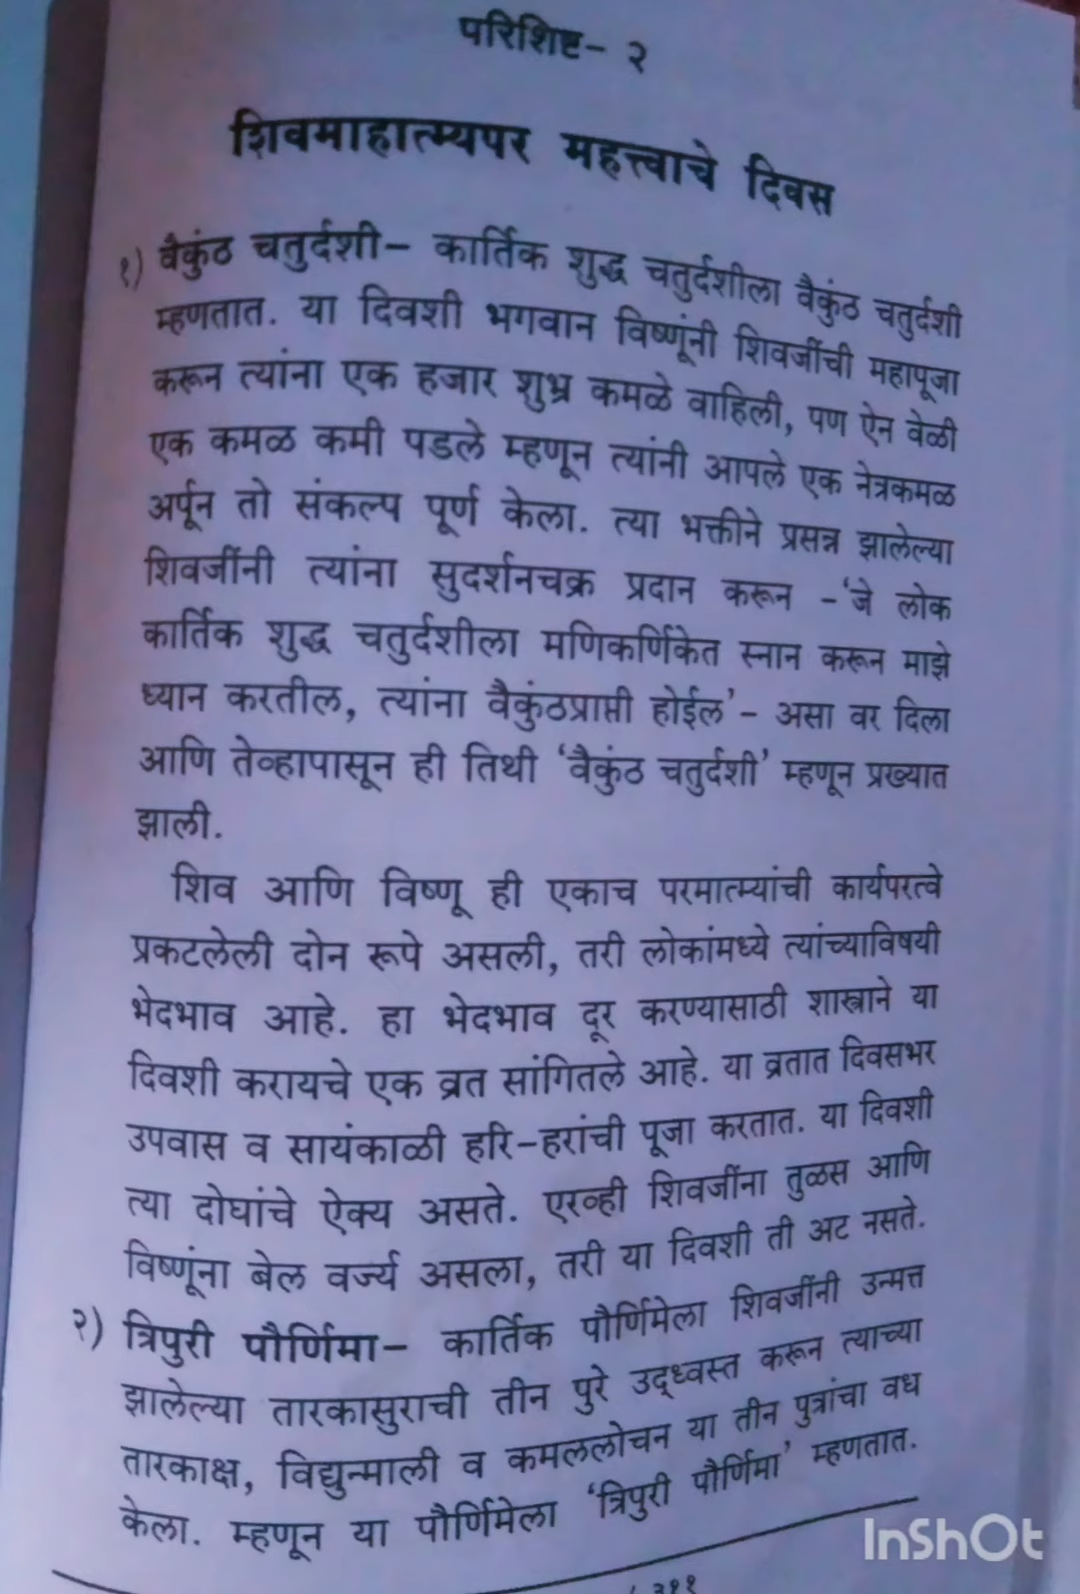 परिशिष्ट- २
शिवमाहात्म्यपर महत्त्वाचे दिवस
१) वैकुंठ चतुर्दशी- कार्तिक शुद्ध चतुर्दशीला वैकुंठ चतुर्दशी
म्हणतात. या दिवशी भगवान विष्णूंनी शिवजींची महापूजा
करून त्यांना एक हजार शुभ्र कमळे वाहिली, पण ऐन वेळी
एक कमळ कमी पडले म्हणून त्यांनी आपले एक नेत्रकमळ
अर्पून तो संकल्प पूर्ण केला. त्या भक्तीने प्रसन्न झालेल्या
शिवजींनी त्यांना सुदर्शनचक्र प्रदान करून -'जे लोक
कार्तिक शुद्ध चतुर्दशीला मणिकर्णिकेत स्नान करून माझे
ध्यान करतील, त्यांना वैकुंठप्राप्ती होईल'- असा वर दिला
आणि तेव्हापासून ही तिथी 'वैकुंठ चतुर्दशी' म्हणून प्रख्यात
झाली.
शिव आणि विष्णू ही एकाच परमात्म्यांची कार्यपरत्वे
प्रकटलेली दोन रूपे असली, तरी लोकांमध्ये त्यांच्याविषयी
भेदभाव आहे. हा भेदभाव दूर करण्यासाठी शास्त्राने या
दिवशी करायचे एक व्रत सांगितले आहे. या व्रतात दिवसभर
उपवास व सायंकाळी हरि-हरांची पूजा करतात. या दिवशी
त्या दोघांचे ऐक्य असते. एरव्ही शिवजींना तुळस आणि
विष्णूंना बेल वर्ज्य असला, तरी या दिवशी ती अट नसते.
२) त्रिपुरी पौर्णिमा- कार्तिक पौर्णिमेला शिवजींनी उन्मत्त
झालेल्या तारकासुराची तीन पुरे उद्ध्वस्त करून त्याच्या
तारकाक्ष, विद्युन्माली व कमललोचन या तीन पुत्रांचा वध
केला. म्हणून या पौर्णिमेला 'त्रिपुरी पौर्णिमा' म्हणतात.
InShOt